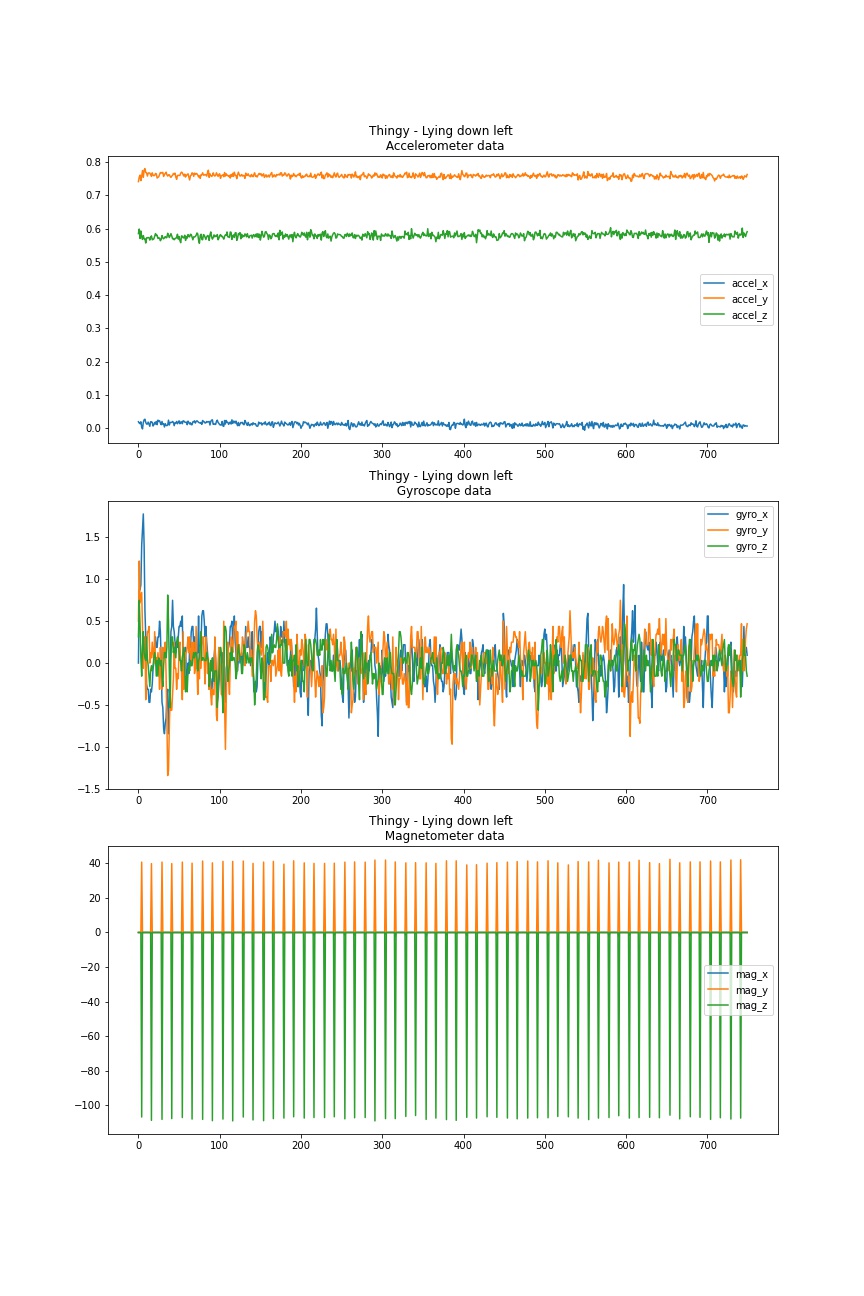 Thingy - Lying down left
Accelerometer data
0.8
0.7
0.6
0.5
0.4
0.3
0.2
0.1
0.0
accel_x
accel_y
accel_z
0 100 200 300 400 500 600 700
Thingy - Lying down left
Gyroscope data
1.5
1.0
0.5
0.0
−0.5
−1.0
−1.5
gyro_x
gyro_y
gyro_z
0 100 200 300 400 500 600 700
Thingy - Lying down left
Magnetometer data
40
20
0
−20
−40
−60
−80
−100
mag_x
mag_y
mag_z
0 100 200 300 400 500 600 700